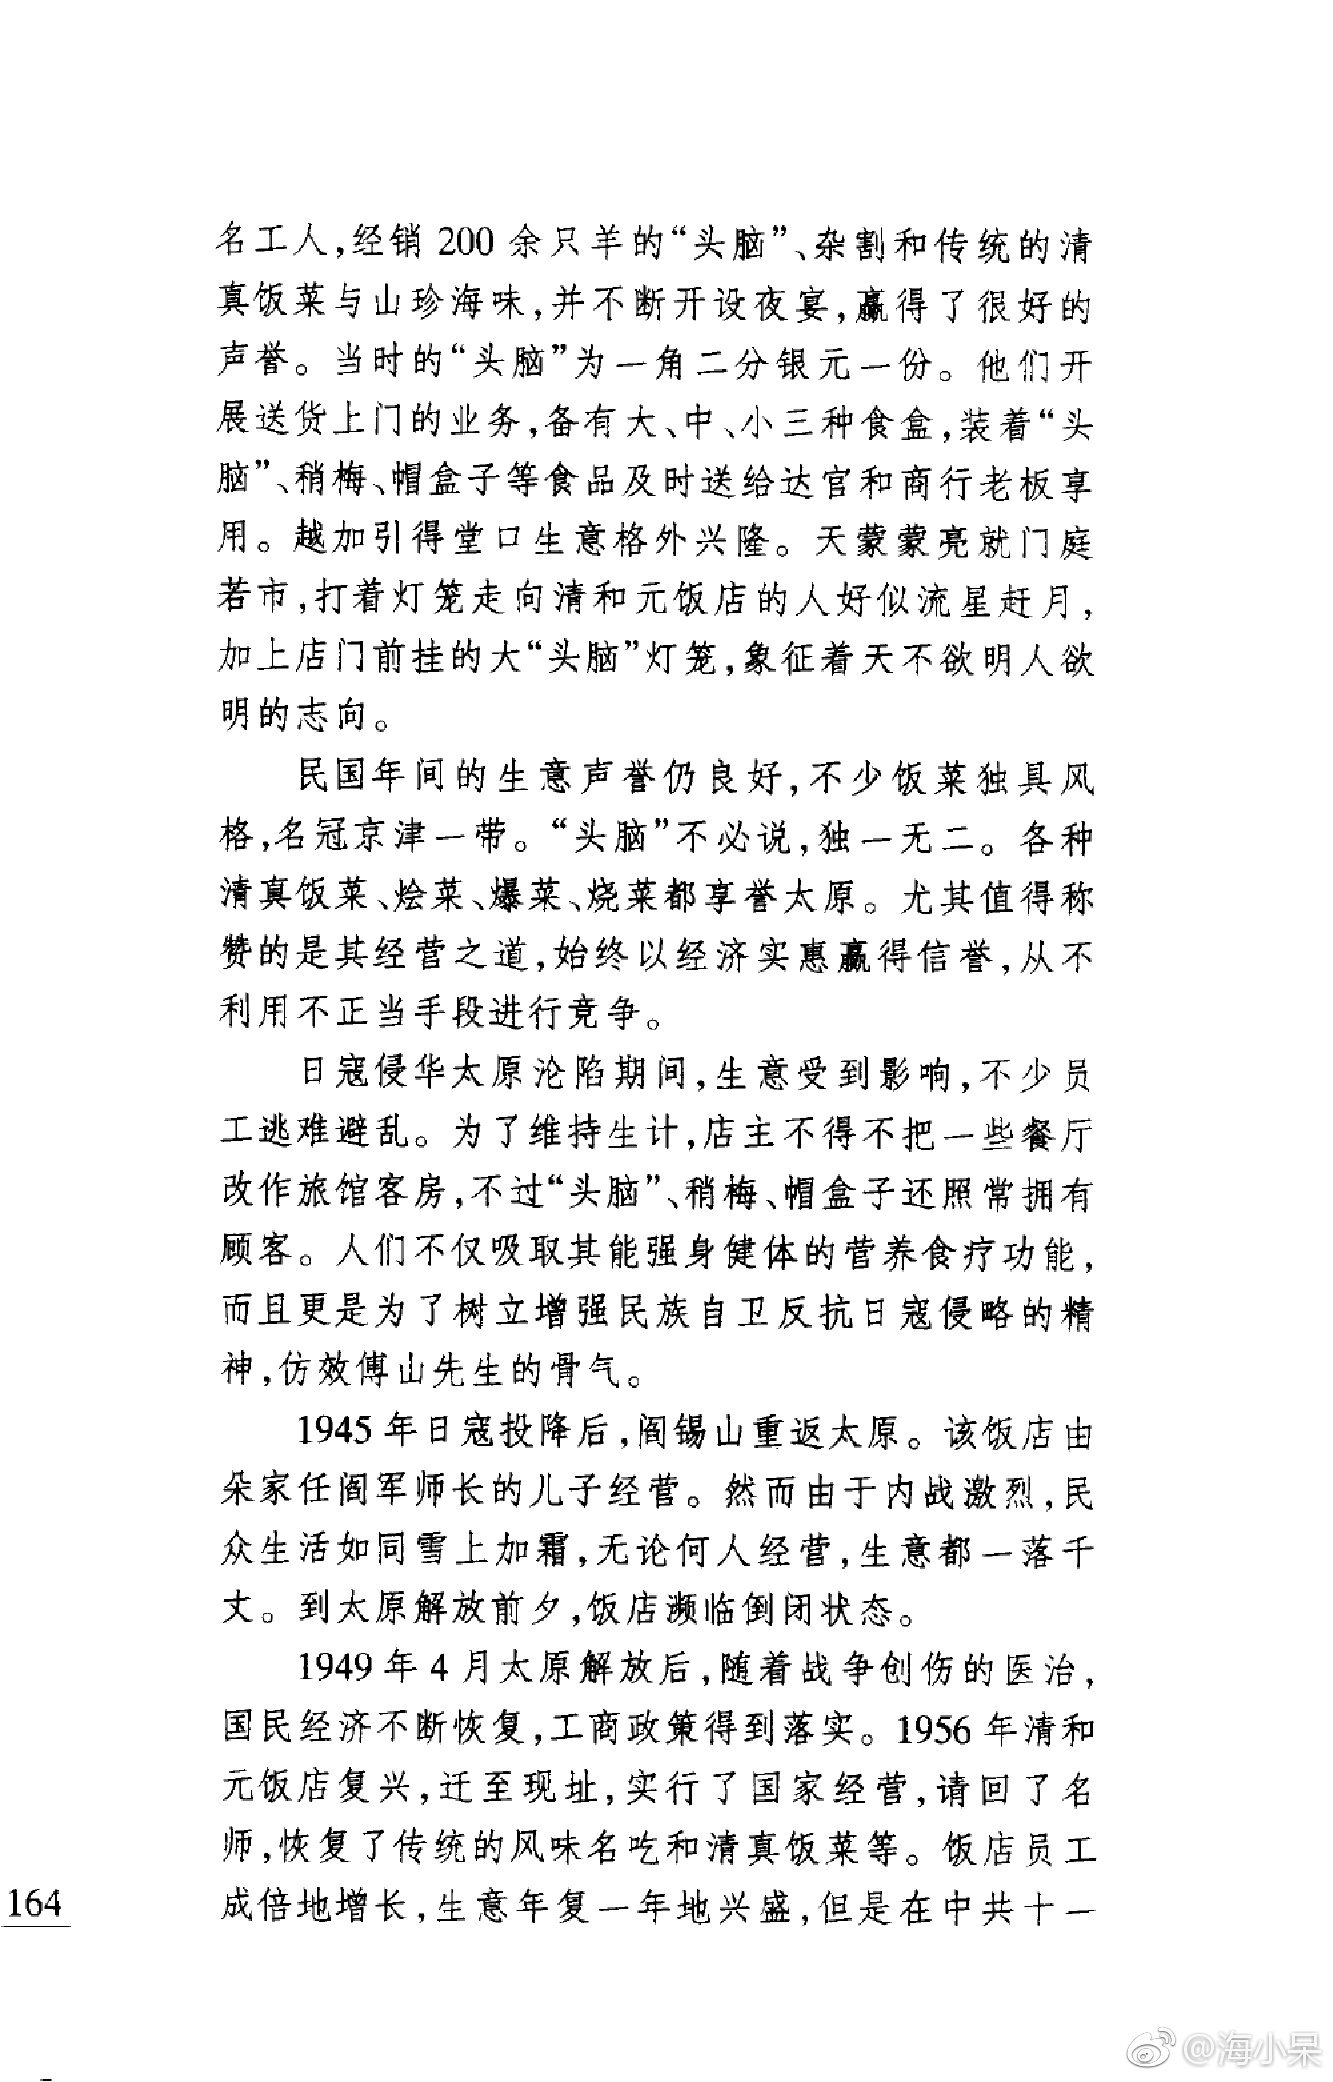 名工人,经销 200 余只羊的“头脑”、杂割和传统的清
真饭菜与山珍海味,并不断开设夜宴,赢得了很好的
声誉。当时的“头脑”为一角二分银元一份。他们开
展送货上门的业务,备有大、中、小三种食盒,装着“头
脑”、稍梅、帽盒子等食品及时送给达官和商行老板享
用。越加引得堂口生意格外兴隆。天蒙蒙亮就门庭
若市,打着灯笼走向清和元饭店的人好似流星赶月,
加上店门前挂的大“头脑”灯笼,象征着天不欲明人欲
明的志向。
民国年间的生意声誉仍良好,不少饭菜独具风
格,名冠京津一带。“头脑”不必说,独一无二。各种
清真饭菜、烩菜、爆菜、烧菜都享誉太原。尤其值得称
赞的是其经营之道,始终以经济实惠赢得信誉,从不
利用不正当手段进行竞争。
日寇侵华太原沦陷期间,生意受到影响,不少员
工逃难避乱。为了维持生计,店主不得不把一些餐厅
改作旅馆客房,不过“头脑”、稍梅、帽盒子还照常拥有
顾客。人们不仅吸取其能强身健体的营养食疗功能,
而且更是为了树立增强民族自卫反抗日寇侵略的精
神,仿效傅山先生的骨气。
1945 年日寇投降后,阎锡山重返太原。该饭店由
朵家任阎军师长的儿子经营。然而由于内战激烈,民
众生活如同雪上加霜,无论何人经营,生意都一落千
丈。到太原解放前夕,饭店濒临倒闭状态。
1949 年 4 月太原解放后,随着战争创伤的医治,
国民经济不断恢复,工商政策得到落实。1956 年清和
元饭店复兴,迁至现址,实行了国家经营,请回了名
师,恢复了传统的风味名吃和清真饭菜等。饭店员工
成倍地增长,生意年复一年地兴盛,但是在中共十一
164
@海小呆